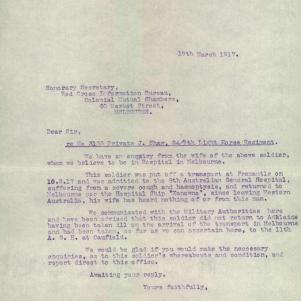 19th March 1917.
Honorary Secretary,
Red Cross Information Bureau,
Colonial Mutual Chambers,
60 Market Street,
MELBOURNE.
Dear Sir,
re No 2135 Private J. 24/9th Light Horse Regiment.
We have an enquiry from the wife of the above soldier,
whom we believe to be in Hospital in Melbourne.
This soldier was put off a transport at Fremantle on
10.2.17 and was admitted to the 8th Australian General Hospital,
suffering from a severe cough and haemoptysis, and returned to
Melbourne per the Hospital Ship "Kanowna", since leaving Western
Australia, his wife has heard nothing of or from this man.
We communicated with the Military Authorities here
and have been advised that this soldier did not return to Adelaide
having been taken ill on the arrival of the transport in Melbourne
and had been taken, as far as we can ascertain here, to the 11th
A. G. H. at Caufield.
We would be glad if you would make the necessary
enquiries, as to this soldier's whereabouts and condition, and
report direct to this office.
Awaiting your reply.
Yours faithfully,